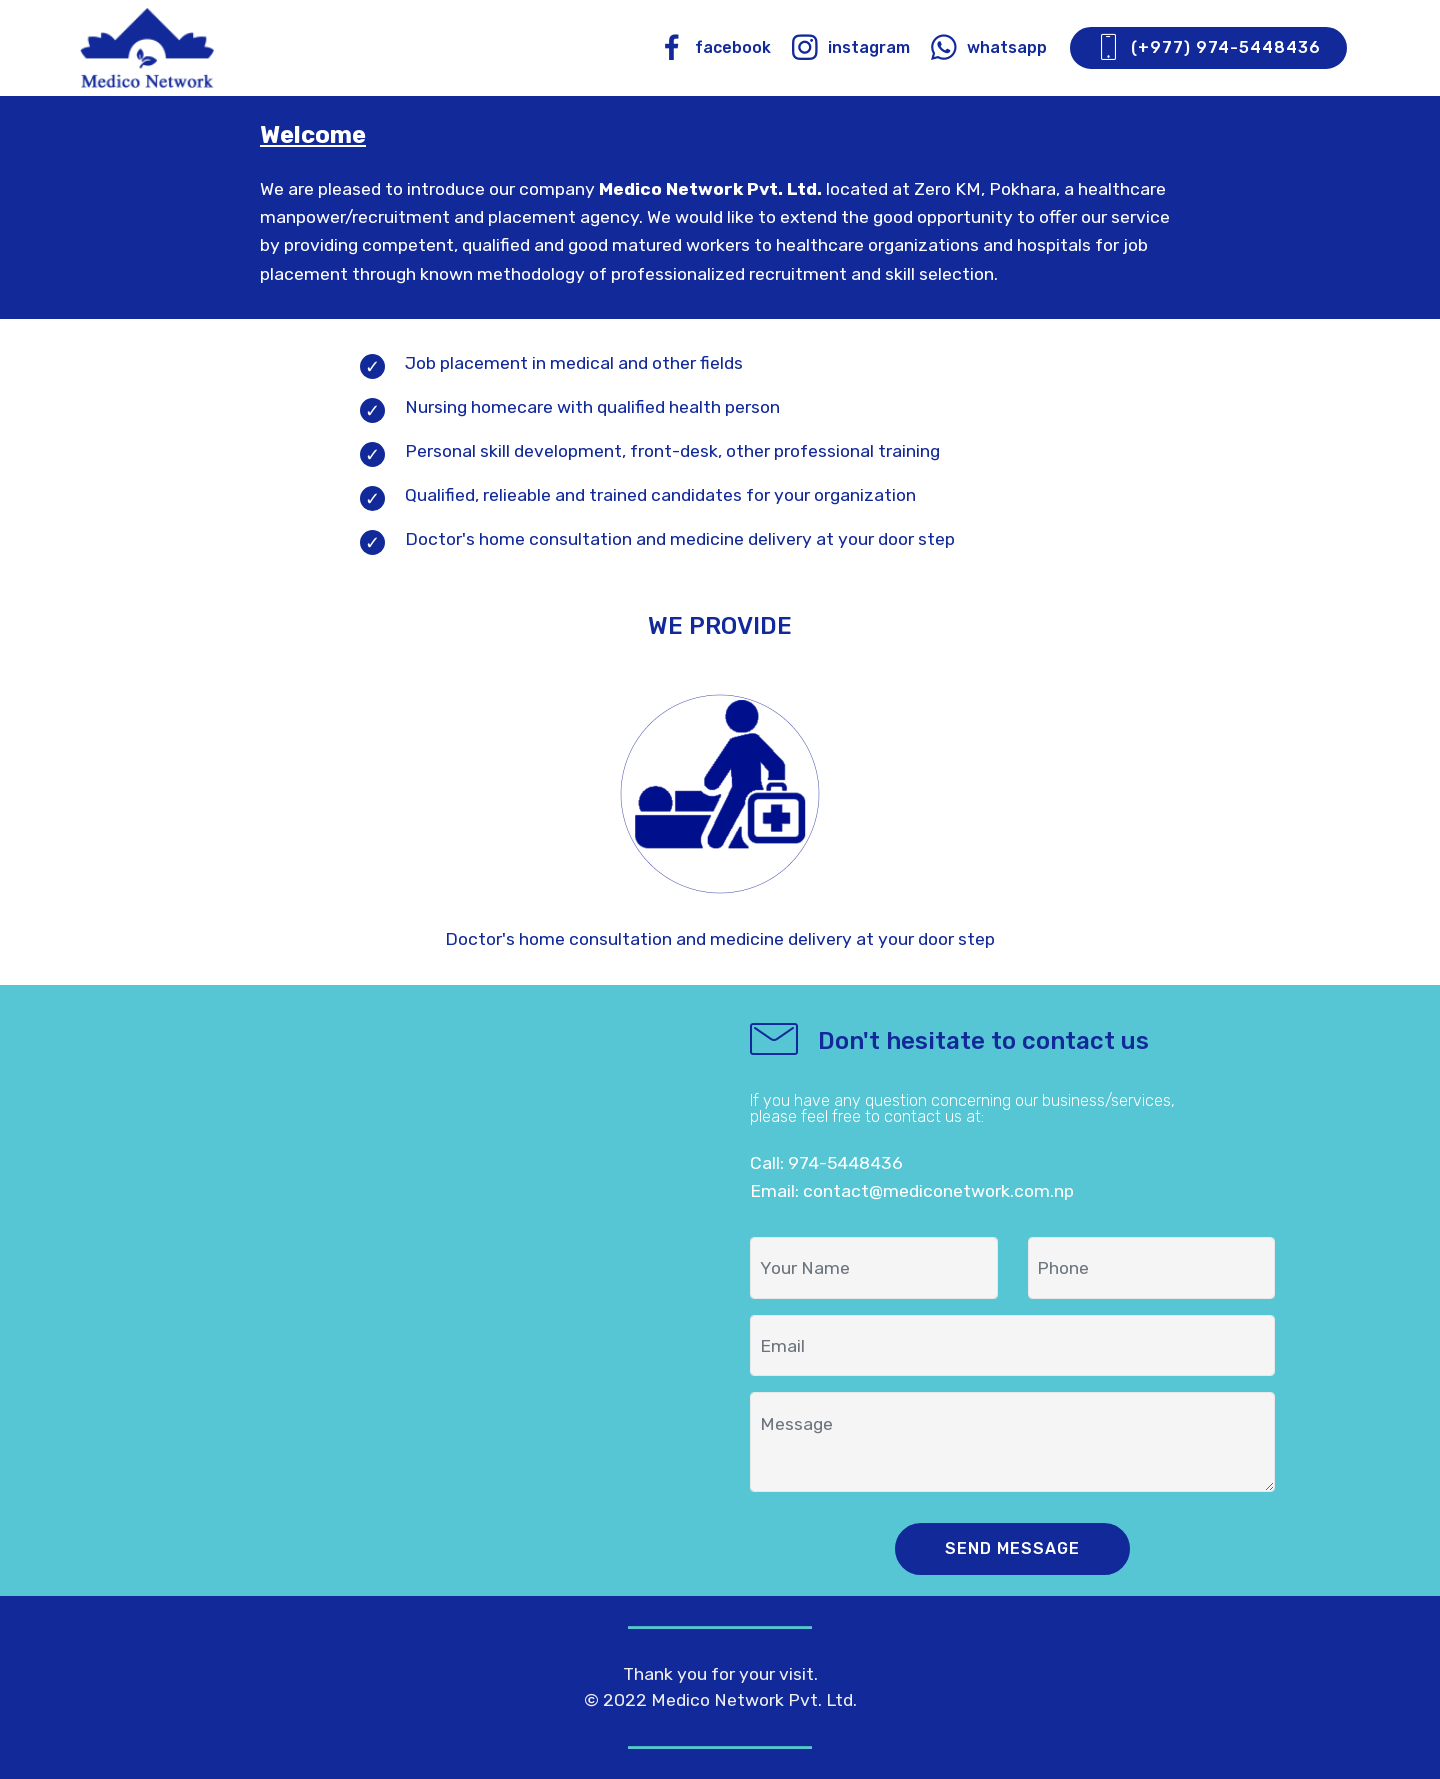 Medico Network
facebook
instagram
whatsapp
(+977) 974-5448436
Welcome
We are pleased to introduce our company Medico Network Pvt. Ltd. located at Zero KM, Pokhara, a healthcare
manpower/recruitment and placement agency. We would like to extend the good opportunity to offer our service
by providing competent, qualified and good matured workers to healthcare organizations and hospitals for job
placement through known methodology of professionalized recruitment and skill selection.
✓ Job placement in medical and other fields
✓ Nursing homecare with qualified health person
✓ Personal skill development, front-desk, other professional training
✓ Qualified, relieable and trained candidates for your organization
✓ Doctor's home consultation and medicine delivery at your door step
WE PROVIDE
Doctor's home consultation and medicine delivery at your door step
Don't hesitate to contact us
If you have any question concerning our business/services,
please feel free to contact us at:
Call: 974-5448436
Email: contact@mediconetwork.com.np
Your Name
Phone
Email
Message
SEND MESSAGE
Thank you for your visit.
© 2022 Medico Network Pvt. Ltd.